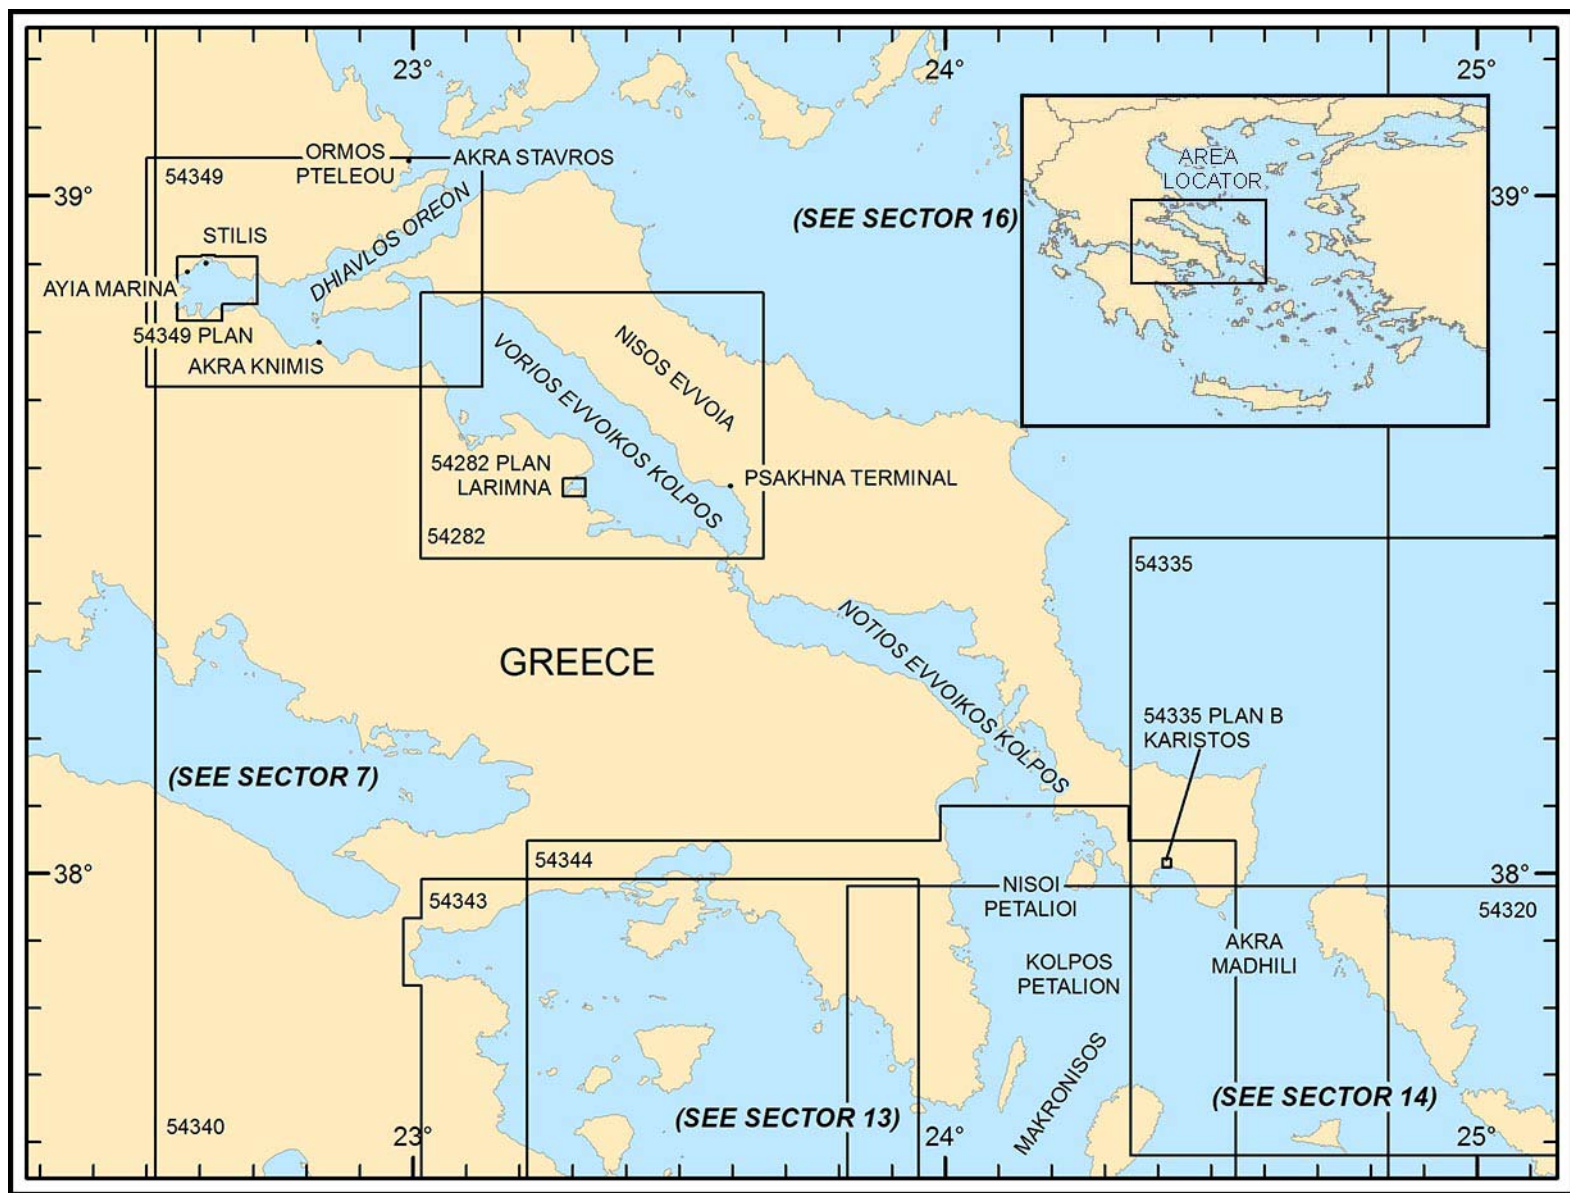 23°
24°
25°
ORMOS
PTELEOU
AKRA STAVROS
54349
39°
39°
AREA
LOCATOR
(SEE SECTOR 16)
STILIS
DHIAVLOS OREON
AYIA MARINA
54349 PLAN
AKRA KNIMIS
VORIOS EVVOIKOS KOLPOS
NISOS EVVOIA
54282 PLAN
LARIMNA
PSAKHNA TERMINAL
54282
54335
NOTIOS EVVOIKOS KOLPOS
GREECE
54335 PLAN B
KARISTOS
(SEE SECTOR 7)
54344
38°
38°
54343
NISOI
PETALIOI
54320
AKRA
MADHILI
KOLPOS
PETALION
MAKRONISOS
(SEE SECTOR 14)
(SEE SECTOR 13)
54340
23°
24°
25°